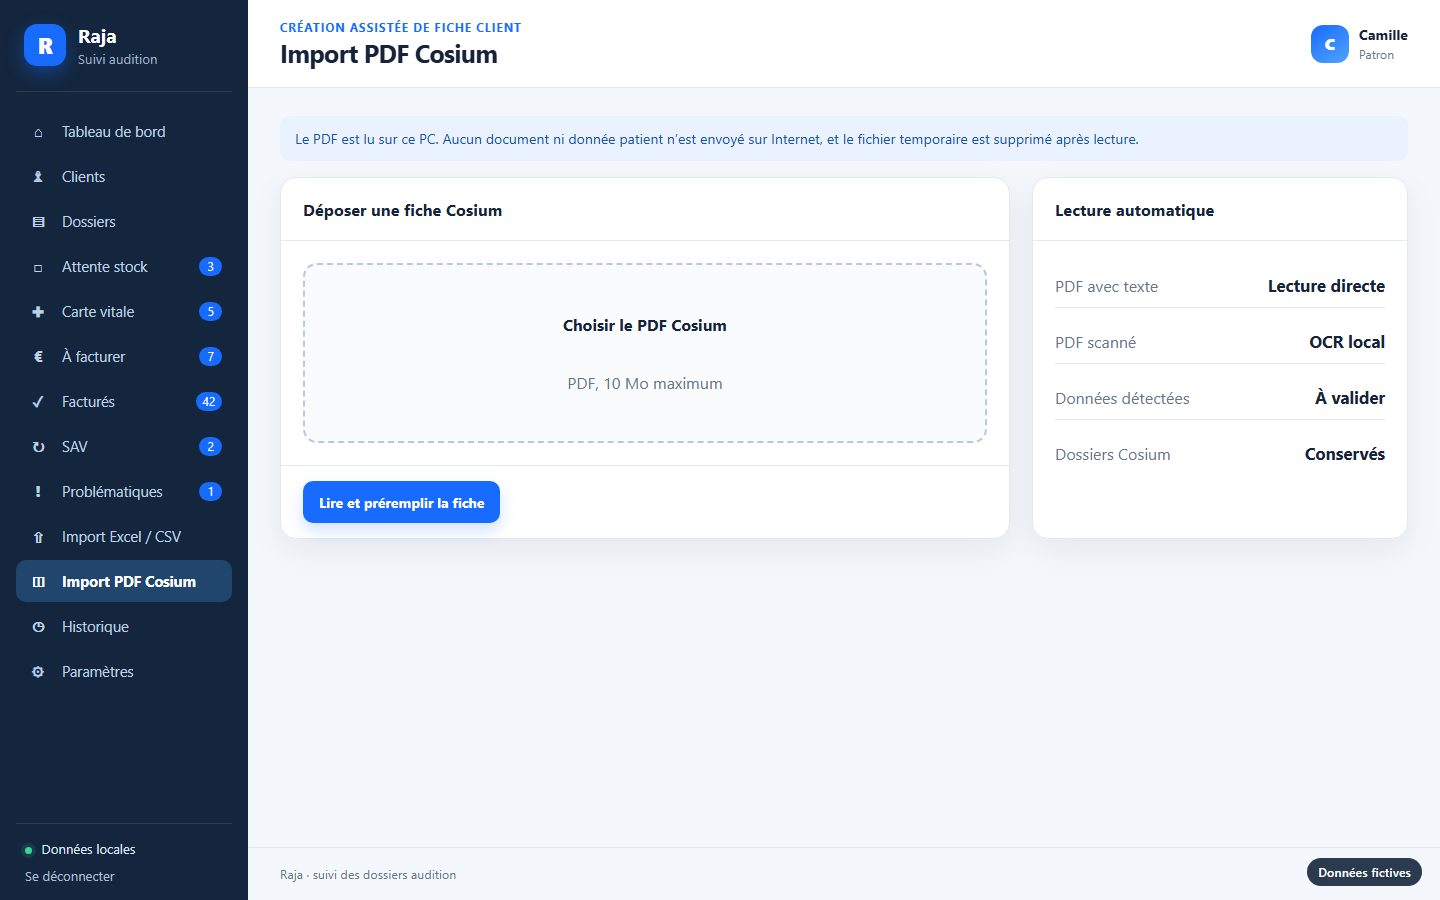 R
Raja
Suivi audition
Tableau de bord
Clients
Dossiers
Attente stock 3
Carte vitale 5
€ À facturer 7
Facturés 42
SAV 2
! Problématiques 1
Import Excel / CSV
Import PDF Cosium
Historique
Paramètres
Données locales
Se déconnecter
CRÉATION ASSISTÉE DE FICHE CLIENT
Import PDF Cosium
C
Camille
Patron
Le PDF est lu sur ce PC. Aucun document ni donnée patient n’est envoyé sur Internet, et le fichier temporaire est supprimé après lecture.
Déposer une fiche Cosium
Choisir le PDF Cosium
PDF, 10 Mo maximum
Lire et préremplir la fiche
Lecture automatique
PDF avec texte Lecture directe
PDF scanné OCR local
Données détectées À valider
Dossiers Cosium Conservés
Raja · suivi des dossiers audition
Données fictives